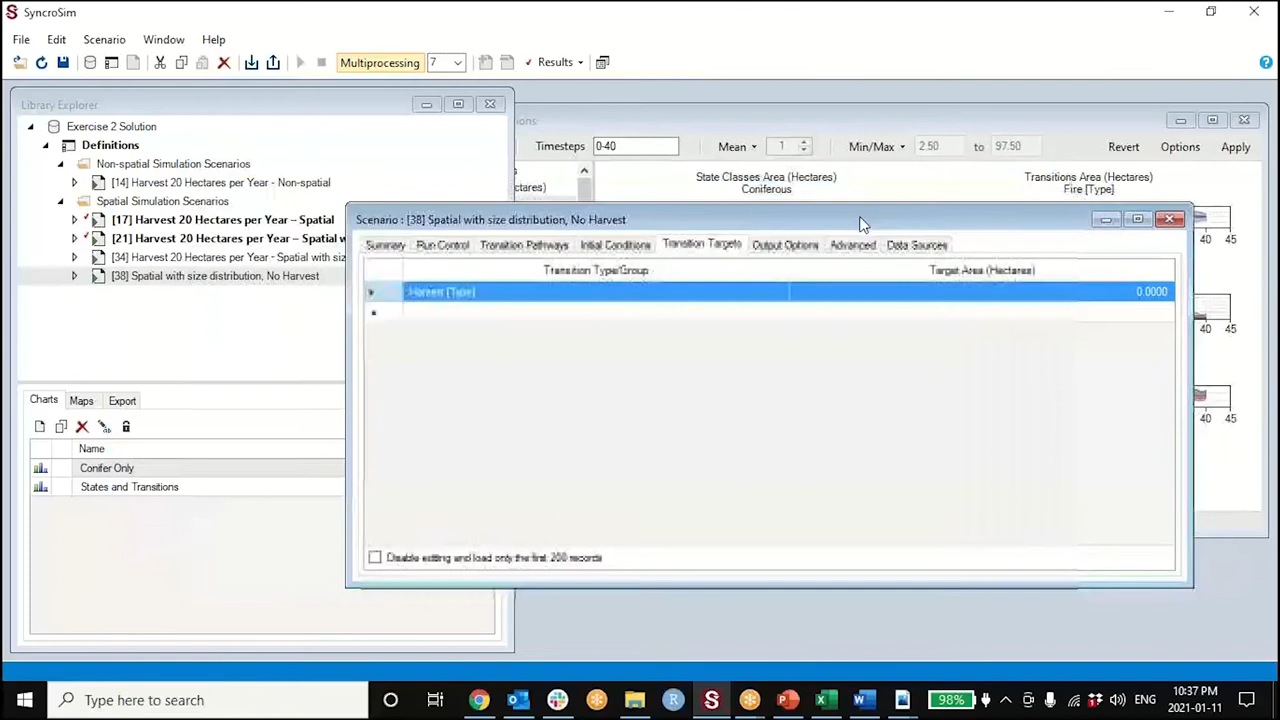 SyncroSim
File Edit Scenario Window Help
Multiprocessing 7 Results
Library Explorer
Exercise 2 Solution
Definitions
Non-spatial Simulation Scenarios
[14] Harvest 20 Hectares per Year - Non-spatial
Spatial Simulation Scenarios
[17] Harvest 20 Hectares per Year – Spatial
[21] Harvest 20 Hectares per Year – Spatial w
[34] Harvest 20 Hectares per Year - Spatial with siz
[38] Spatial with size distribution, No Harvest
Charts Maps Export
Name
Conifer Only
States and Transitions
ons:
Timesteps 0-40 Mean 1 Min/Max 2.50 to 97.50 Revert Options Apply
ctares)
State Classes Area (Hectares)
Coniferous
Transitions Area (Hectares)
Fire [Type]
40 45
40 45
40 45
Scenario : [38] Spatial with size distribution, No Harvest
Summary Run Control Transition Pathways Initial Conditions Transition Targets Output Options Advanced Data Sources
Transition Type/Group Target Area (Hectares)
Harvest [Type] 0.0000
Disable editing and load only the first 200 records
Type here to search
98%
ENG
10:37 PM
2021-01-11